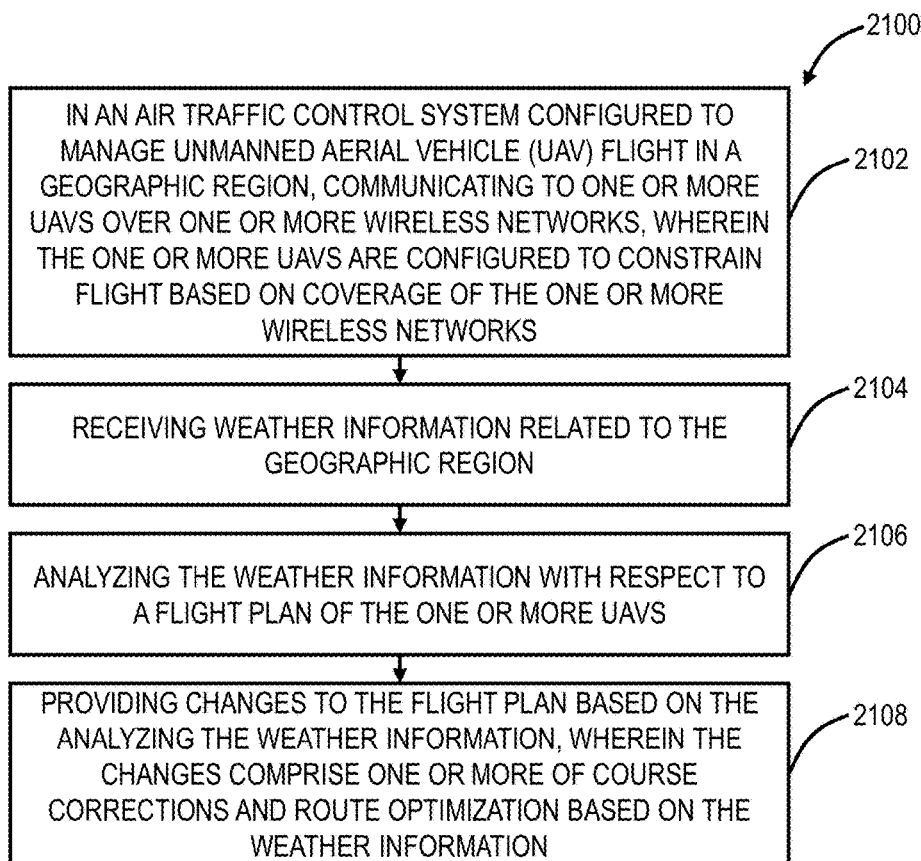 2100
IN AN AIR TRAFFIC CONTROL SYSTEM CONFIGURED TO
MANAGE UNMANNED AERIAL VEHICLE (UAV) FLIGHT IN A
GEOGRAPHIC REGION, COMMUNICATING TO ONE OR MORE
UAVS OVER ONE OR MORE WIRELESS NETWORKS, WHEREIN
THE ONE OR MORE UAVS ARE CONFIGURED TO CONSTRAIN
FLIGHT BASED ON COVERAGE OF THE ONE OR MORE
WIRELESS NETWORKS
2102
RECEIVING WEATHER INFORMATION RELATED TO THE
GEOGRAPHIC REGION
2104
ANALYZING THE WEATHER INFORMATION WITH RESPECT TO
A FLIGHT PLAN OF THE ONE OR MORE UAVS
2106
PROVIDING CHANGES TO THE FLIGHT PLAN BASED ON THE
ANALYZING THE WEATHER INFORMATION, WHEREIN THE
CHANGES COMPRISE ONE OR MORE OF COURSE
CORRECTIONS AND ROUTE OPTIMIZATION BASED ON THE
WEATHER INFORMATION
2108